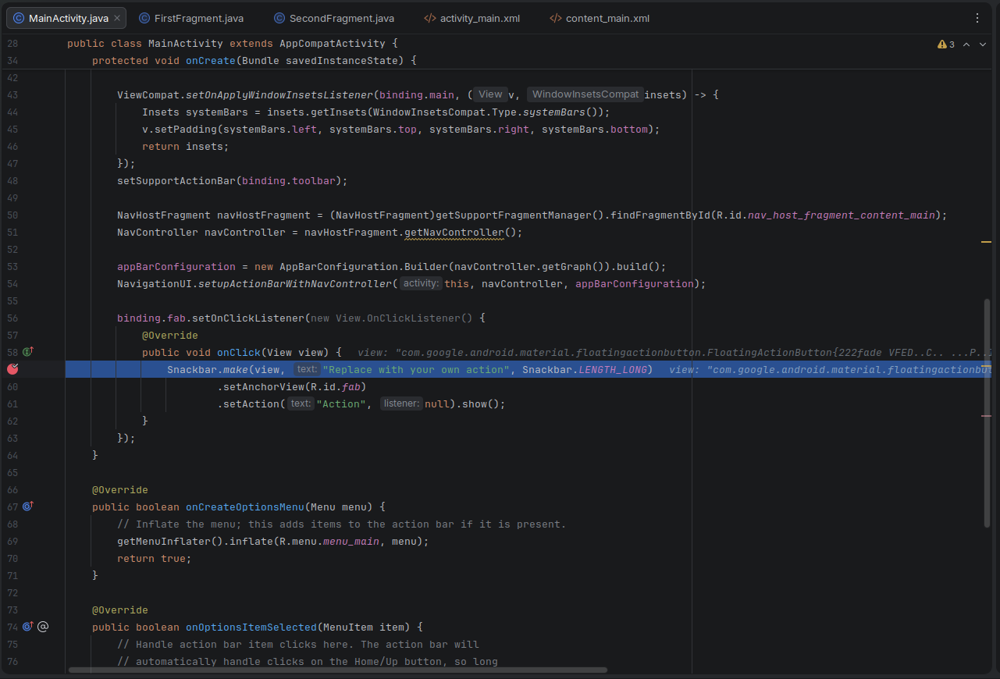 MainActivity.java FirstFragment.java SecondFragment.java activity_main.xml content_main.xml
28 public class MainActivity extends AppCompatActivity { 3
34 protected void onCreate(Bundle savedInstanceState) {
42
43 ViewCompat.setOnApplyWindowInsetsListener(binding.main, ( View v, WindowInsetsCompat insets) -> {
44 Insets systemBars = insets.getInsets(WindowInsetsCompat.Type.systemBars());
45 v.setPadding(systemBars.left, systemBars.top, systemBars.right, systemBars.bottom);
46 return insets;
47 });
48 setSupportActionBar(binding.toolbar);
49
50 NavHostFragment navHostFragment = (NavHostFragment)getSupportFragmentManager().findFragmentById(R.id.nav_host_fragment_content_main);
51 NavController navController = navHostFragment.getNavController();
52
53 appBarConfiguration = new AppBarConfiguration.Builder(navController.getGraph()).build();
54 NavigationUI.setupActionBarWithNavController( activity: this, navController, appBarConfiguration);
55
56 binding.fab.setOnClickListener(new View.OnClickListener() {
57 @Override
58 public void onClick(View view) { view: "com.google.android.material.floatingactionbutton.FloatingActionButton{222fade VFED..C.. ...P..
Snackbar.make(view, text: "Replace with your own action", Snackbar.LENGTH_LONG) view: "com.google.android.material.floatingactionbu
60 .setAnchorView(R.id.fab)
61 .setAction( text: "Action", listener: null).show();
62 }
63 });
64 }
65
66 @Override
67 public boolean onCreateOptionsMenu(Menu menu) {
68 // Inflate the menu; this adds items to the action bar if it is present.
69 getMenuInflater().inflate(R.menu.menu_main, menu);
70 return true;
71 }
72
73 @Override
74 @ public boolean onOptionsItemSelected(MenuItem item) {
75 // Handle action bar item clicks here. The action bar will
76 // automatically handle clicks on the Home/Up button, so long